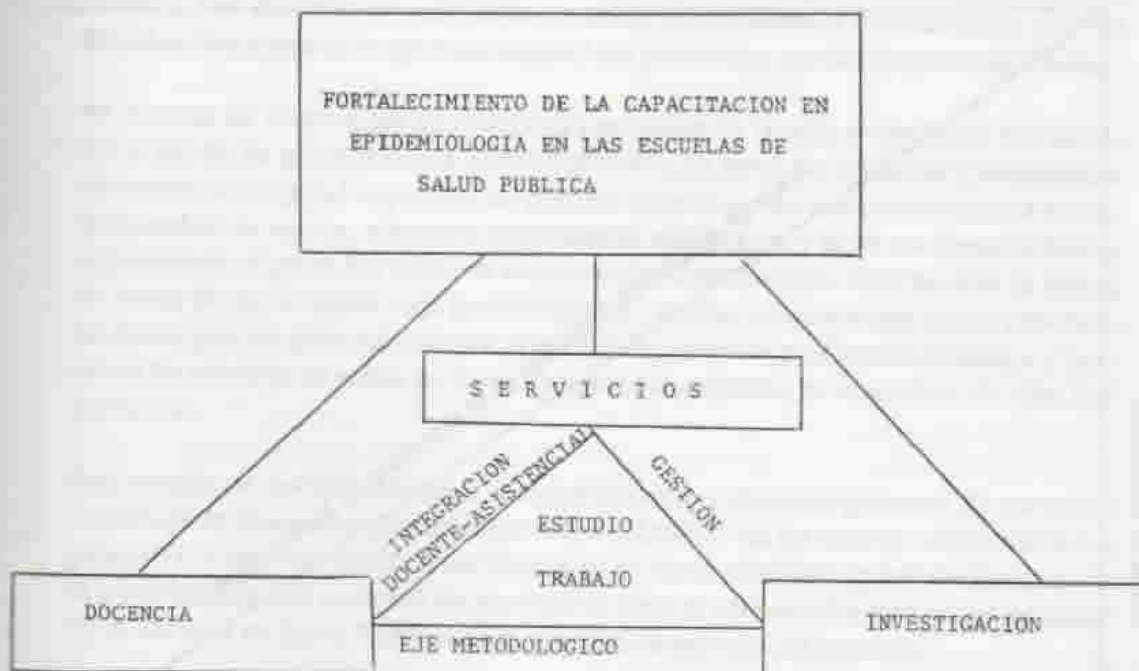 FORTALECIMIENTO DE LA CAPACITACION EN
EPIDEMIOLOGIA EN LAS ESCUELAS DE
SALUD PUBLICA
S E R V I C I O S
INTEGRACION
DOCENTE-ASISTENCIAL
GESTION
ESTUDIO
TRABAJO
DOCENCIA
EJE METODOLOGICO
INVESTIGACION